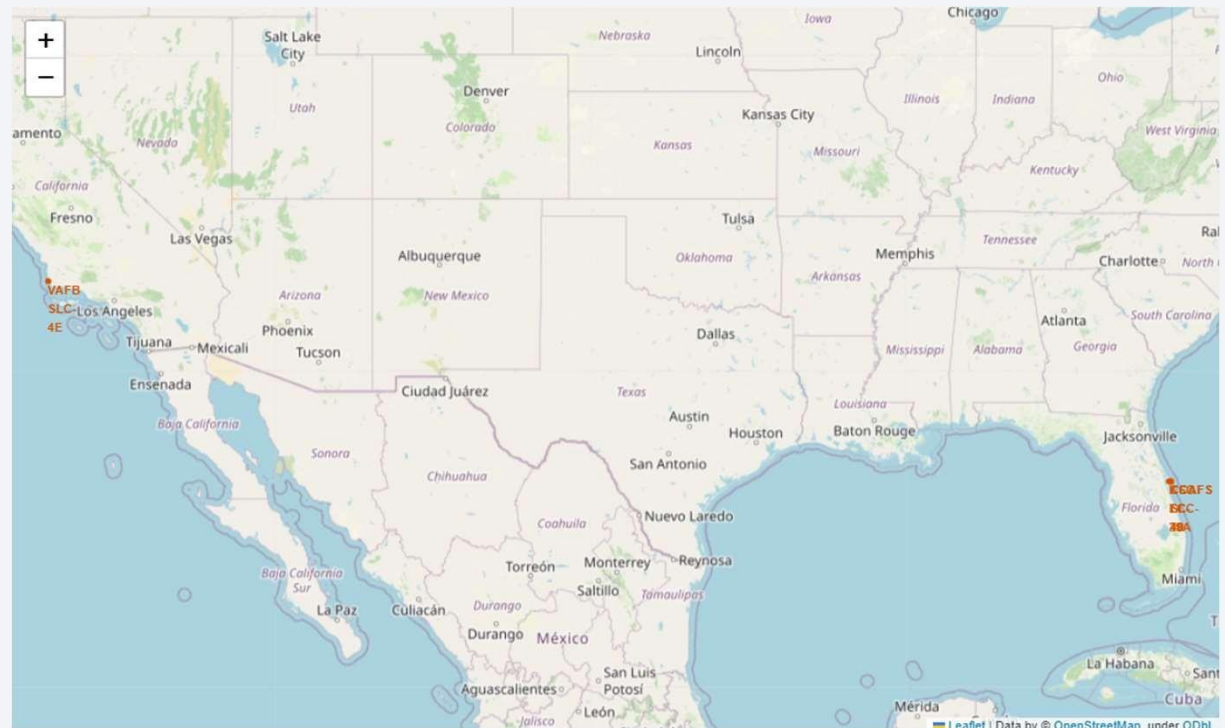 +
−
Chicago
Iowa
Salt Lake
City
Nebraska
Lincoln
Denver
Ohio
Utah
Illinois
Indiana
Kansas City
Colorado
amento
Nevada
Kansas
Missouri
West Virginia
Kentucky
California
Fresno
Tulsa
Las Vegas
Tennessee
Albuquerque
Memphis
Oklahoma
Charlotte
North
Arkansas
VAFB
SLC-
4E
Arizona
New Mexico
Los Angeles
South Carolina
Phoenix
Atlanta
Dallas
Tijuana
Mexicali
Tucson
Mississippi
Alabama
Georgia
Ensenada
Ciudad Juárez
Texas
Louisiana
Baja California
Austin
Houston
Baton Rouge
Jacksonville
Sonora
San Antonio
Chihuahua
Florida
Nuevo Laredo
Coahuila
Torreón
Monterrey
Reynosa
Baja California
Sur
Saltillo
Tamaulipas
Miami
La Paz
Culiacán
Durango
Durango
México
La Habana
San Luis
Potosí
Aguascalientes
Cuba
León
Mérida
Jalisco
Leaflet | Data by © OpenStreetMap, under ODbL.